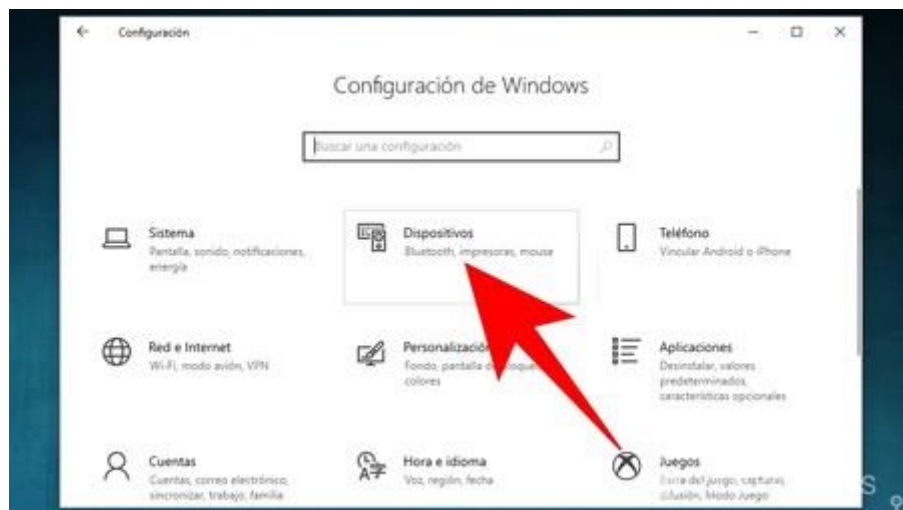 Configuración
Configuración de Windows
Buscar una configuración
Sistema
Pantalla, sonido, notificaciones,
energía
Dispositivos
Bluetooth, impresoras, mouse
Teléfono
Vincular Android o iPhone
Red e Internet
Wi-Fi, modo avión, VPN
Personalización
Fondo, pantalla de
colores
Aplicaciones
Desinstalar, valores
predeterminados,
características opcionales
Cuentas
Cuentas, correo electrónico,
sincronizar, trabajo, familia
Hora e idioma
Voz, región, fecha
Juegos
Barra del juego, capturas,
difusión, Modo Juego
S